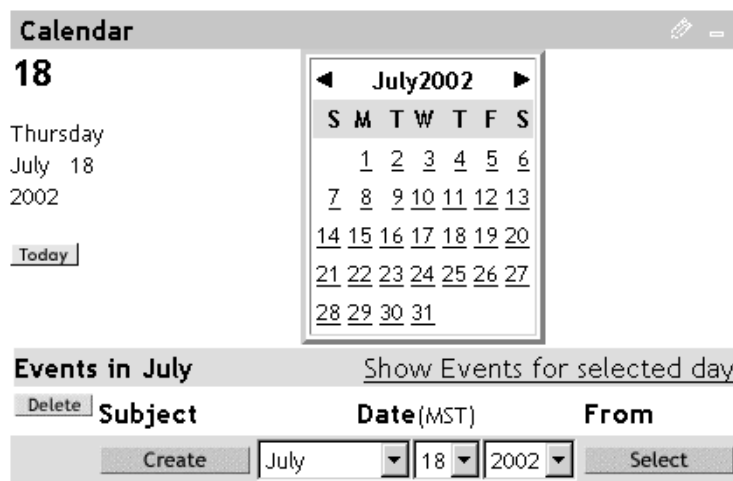 Calendar
18
Thursday
July 18
2002
Today
◀ July2002 ▶
S M T W T F S
1 2 3 4 5 6
7 8 9 10 11 12 13
14 15 16 17 18 19 20
21 22 23 24 25 26 27
28 29 30 31
Events in July Show Events for selected day
Delete Subject Date(MST) From
Create July 18 2002 Select